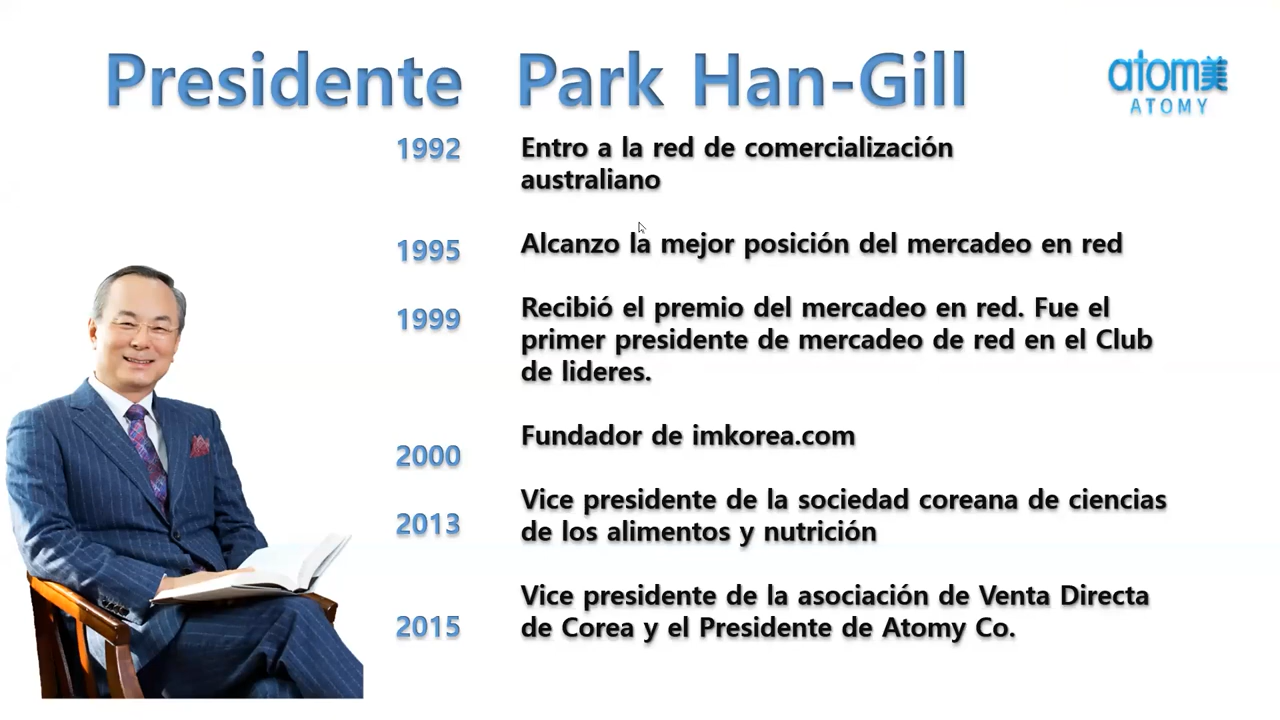 Presidente Park Han-Gill
atom美
ATOMY
1992 Entro a la red de comercialización
australiano
1995 Alcanzo la mejor posición del mercadeo en red
1999 Recibió el premio del mercadeo en red. Fue el
primer presidente de mercadeo de red en el Club
de lideres.
2000 Fundador de imkorea.com
2013 Vice presidente de la sociedad coreana de ciencias
de los alimentos y nutrición
2015 Vice presidente de la asociación de Venta Directa
de Corea y el Presidente de Atomy Co.